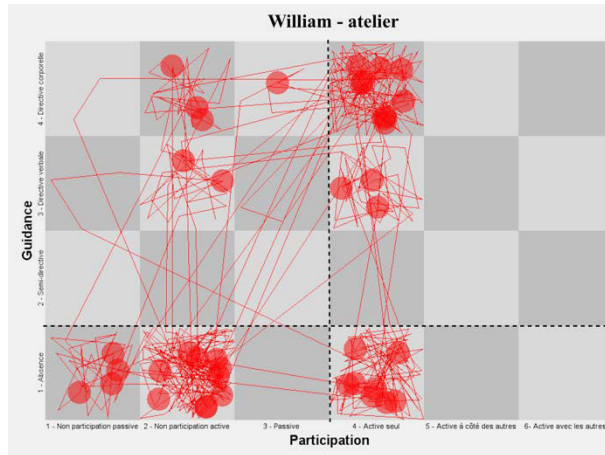 William - atelier
4 - Directive corporelle
3 - Directive verbale
2 - Semi-directive
1 - Absence
Guidance
1 - Non participation passive
2 - Non participation active
3 - Passive
4 - Active seul
5 - Active à côté des autres
6- Active avec les autres
Participation